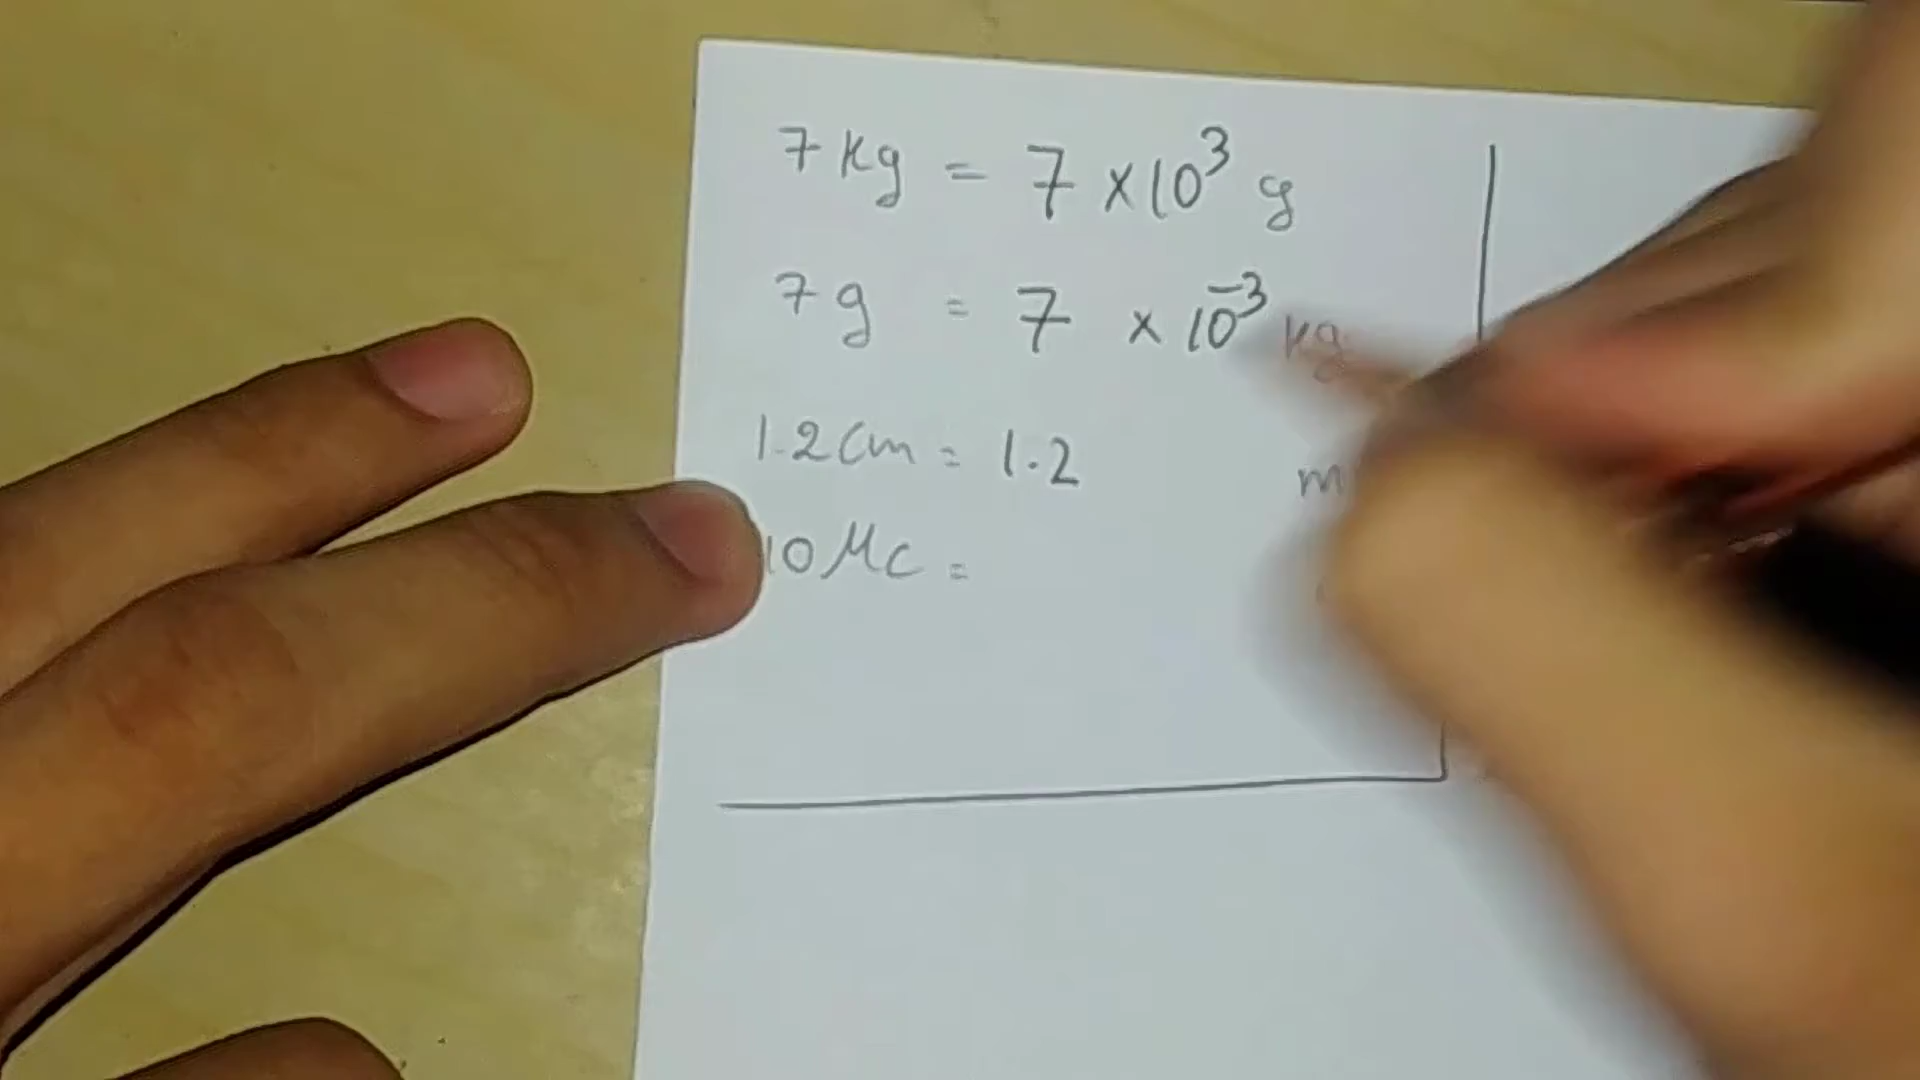 7 kg = 7 × 10³ g
7 g = 7 × 10⁻³ kg
1.2 cm = 1.2 m
10 μc =